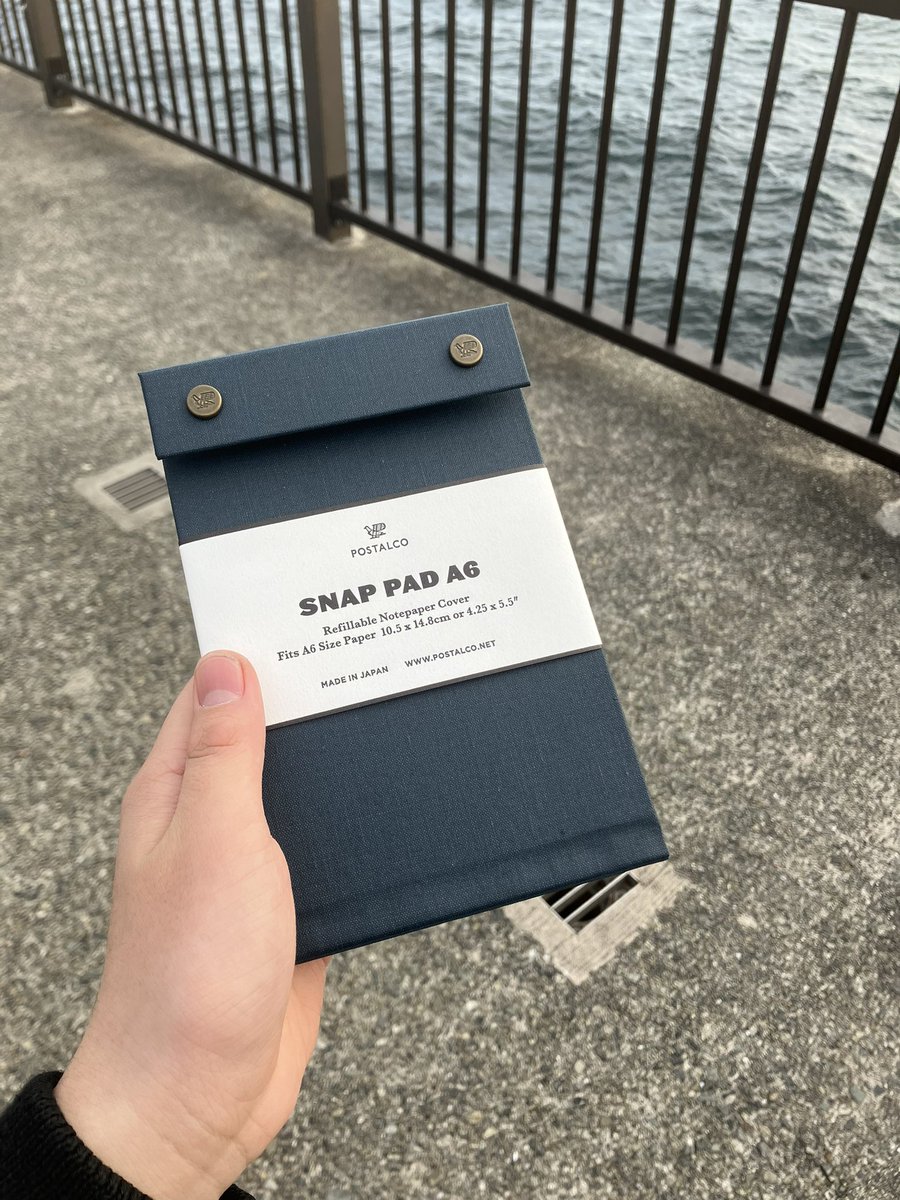 POSTALCO
SNAP PAD A6
Refillable Notepaper Cover
Fits A6 Size Paper 10.5 x 14.8cm or 4.25 x 5.5"
MADE IN JAPAN WWW.POSTALCO.NET